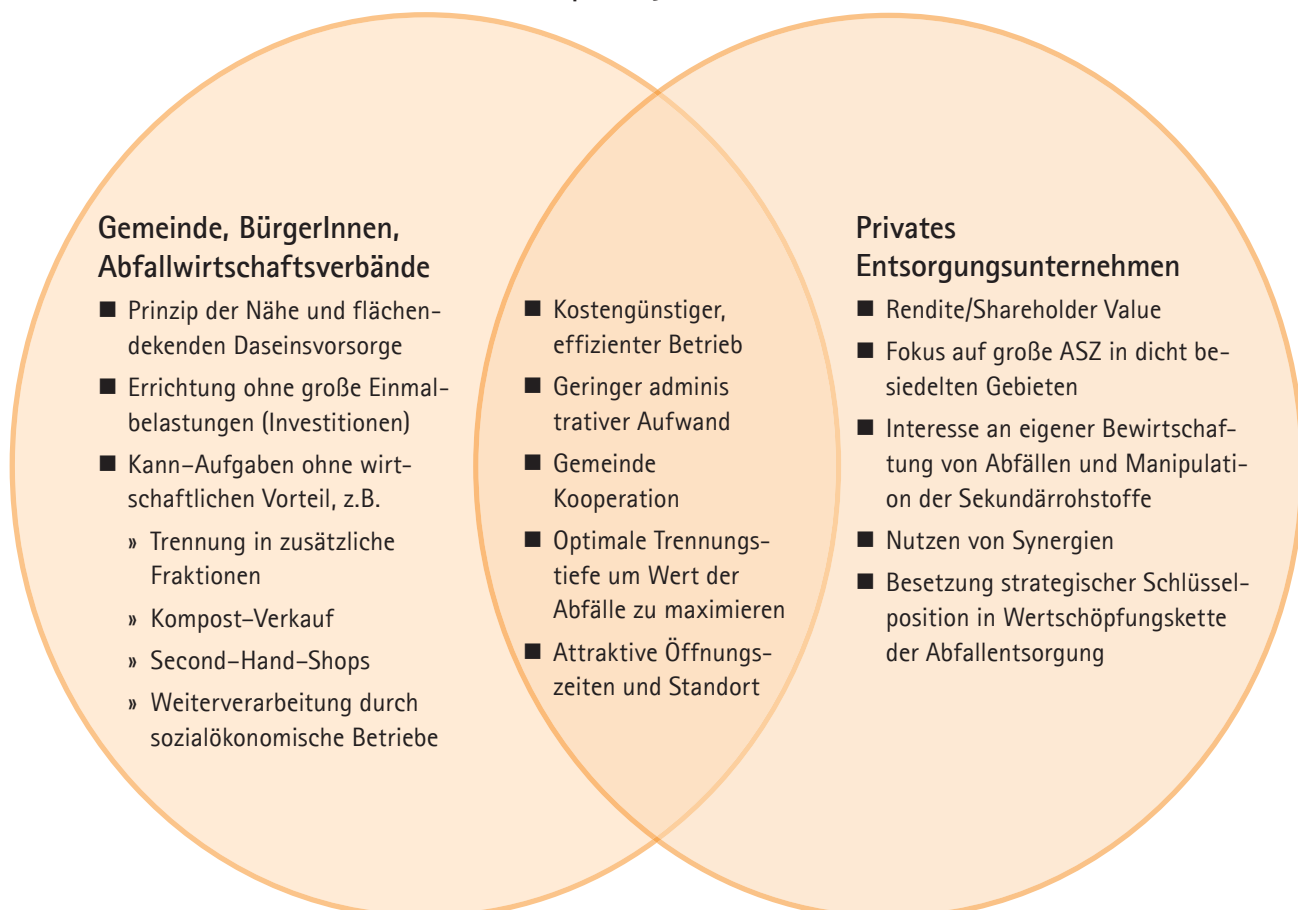 Gemeinde, BürgerInnen,
Abfallwirtschaftsverbände
■ Prinzip der Nähe und flächen-
dekenden Daseinsvorsorge
■ Errichtung ohne große Einmal-
belastungen (Investitionen)
■ Kann-Aufgaben ohne wirt-
schaftlichen Vorteil, z.B.
» Trennung in zusätzliche
Fraktionen
» Kompost-Verkauf
» Second-Hand-Shops
» Weiterverarbeitung durch
sozialökonomische Betriebe
■ Kostengünstiger,
effizienter Betrieb
■ Geringer adminis
trativer Aufwand
■ Gemeinde
Kooperation
■ Optimale Trennungs-
tiefe um Wert der
Abfälle zu maximieren
■ Attraktive Öffnungs-
zeiten und Standort
Privates
Entsorgungsunternehmen
■ Rendite/Shareholder Value
■ Fokus auf große ASZ in dicht be-
siedelten Gebieten
■ Interesse an eigener Bewirtschaf-
tung von Abfällen und Manipulati-
on der Sekundärrohstoffe
■ Nutzen von Synergien
■ Besetzung strategischer Schlüssel-
position in Wertschöpfungskette
der Abfallentsorgung